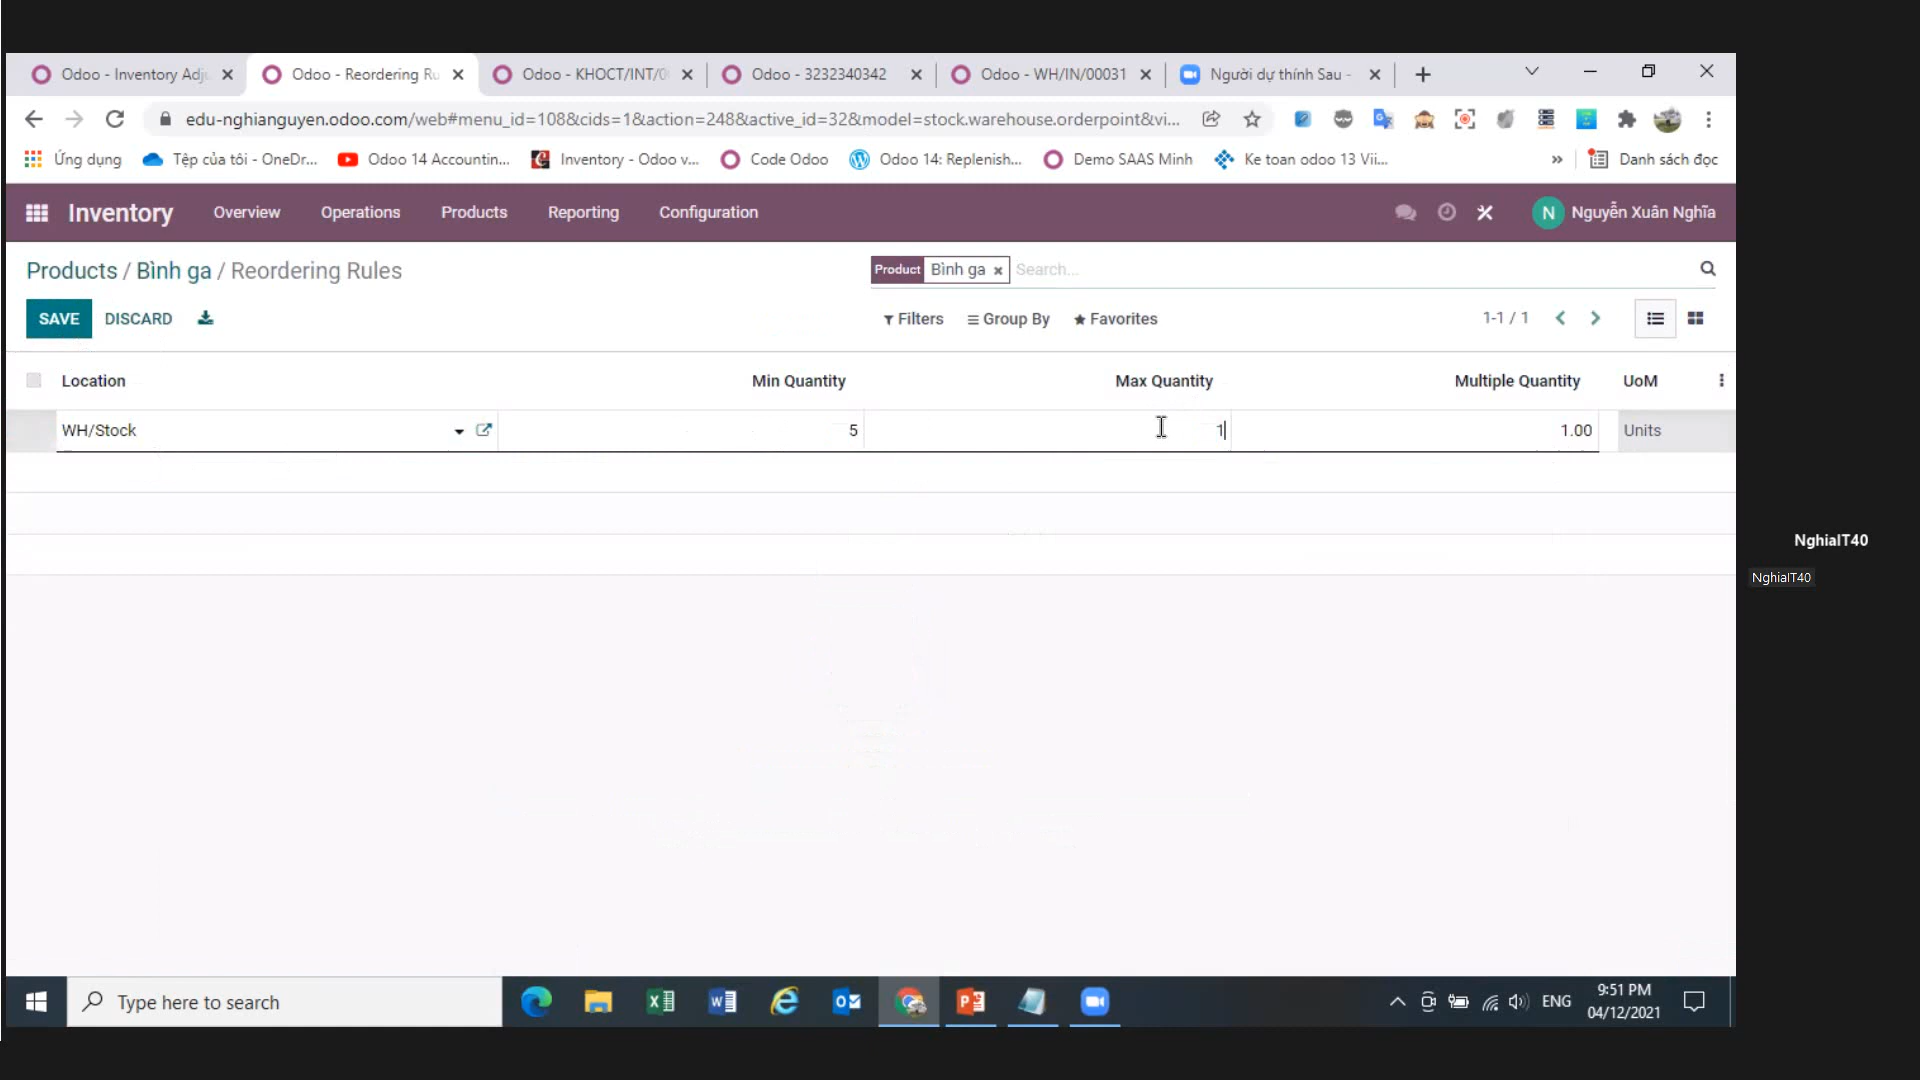 Odoo - Inventory Adj
Odoo - Reordering Ru
Odoo - KHOCT/INT/0
Odoo - 3232340342
Odoo - WH/IN/00031
Người dự thính Sau -
edu-nghianguyen.odoo.com/web#menu_id=108&cids=1&action=248&active_id=32&model=stock.warehouse.orderpoint&vi...
Ứng dụng
Tệp của tôi - OneDr...
Odoo 14 Accountin...
Inventory - Odoo v...
Code Odoo
Odoo 14: Replenish...
Demo SAAS Minh
Ke toan odoo 13 Vii...
»
Danh sách đọc
Inventory
Overview
Operations
Products
Reporting
Configuration
N
Nguyễn Xuân Nghĩa
Products / Bình ga / Reordering Rules
Product Bình ga × Search...
SAVE DISCARD
Filters
Group By
Favorites
1-1 / 1
Location
Min Quantity
Max Quantity
Multiple Quantity
UoM
WH/Stock
5
1
1.00
Units
NghiaIT40
NghiaIT40
Type here to search
ENG
9:51 PM
04/12/2021